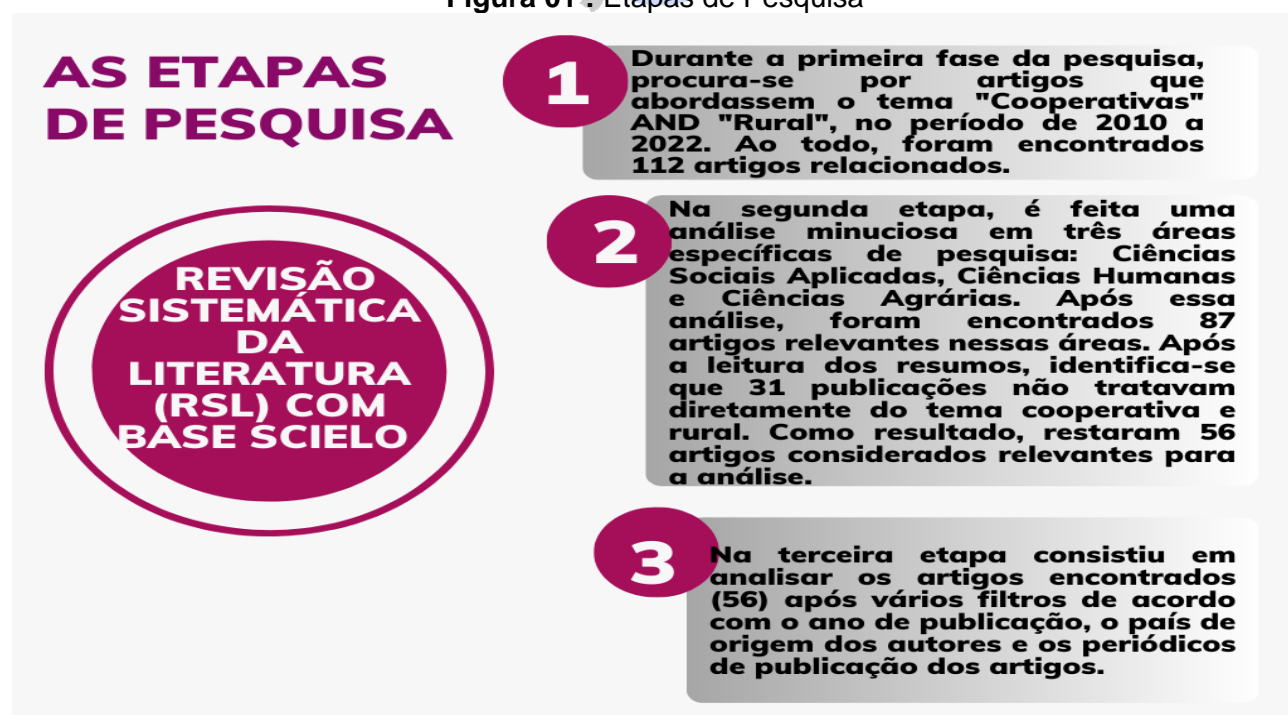 Figura 01 : Etapas de Pesquisa
AS ETAPAS
DE PESQUISA
REVISÃO
SISTEMÁTICA
DA
LITERATURA
(RSL) COM
BASE SCIELO
1
Durante a primeira fase da pesquisa,
procura-se por artigos que
abordassem o tema "Cooperativas"
AND "Rural", no período de 2010 a
2022. Ao todo, foram encontrados
112 artigos relacionados.
2
Na segunda etapa, é feita uma
análise minuciosa em três áreas
específicas de pesquisa: Ciências
Sociais Aplicadas, Ciências Humanas
e Ciências Agrárias. Após essa
análise, foram encontrados 87
artigos relevantes nessas áreas. Após
a leitura dos resumos, identifica-se
que 31 publicações não tratavam
diretamente do tema cooperativa e
rural. Como resultado, restaram 56
artigos considerados relevantes para
a análise.
3
Na terceira etapa consistiu em
analisar os artigos encontrados
(56) após vários filtros de acordo
com o ano de publicação, o país de
origem dos autores e os periódicos
de publicação dos artigos.